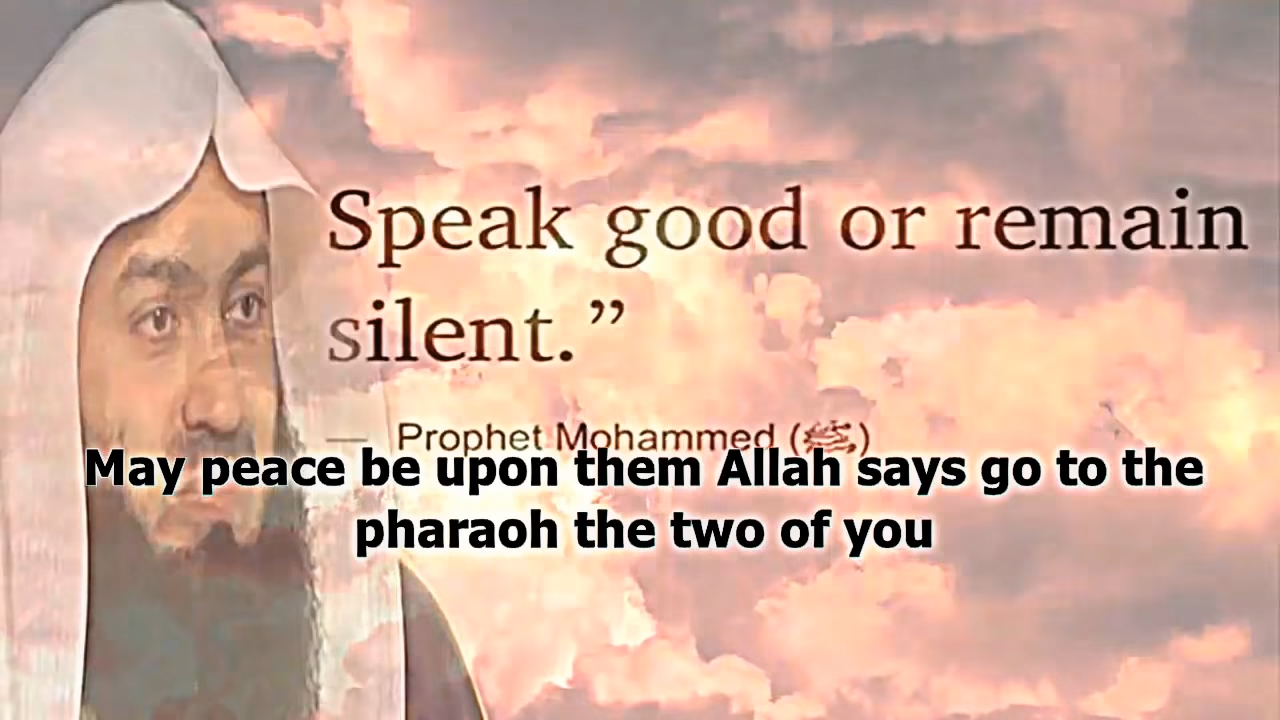 Speak good or remain
silent.”
— Prophet Mohammed (ﷺ)
May peace be upon them Allah says go to the
pharaoh the two of you